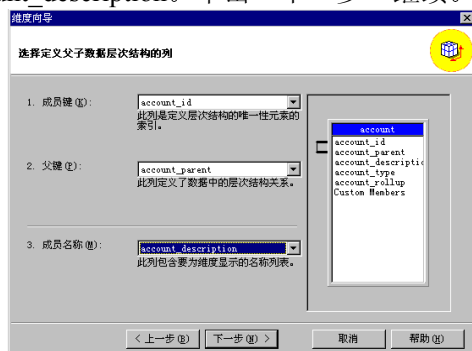 unt_description。单击“下一步”继续。
维度向导
选择定义父子数据层次结构的列
1. 成员键(K):
account_id
此列是定义层次结构的唯一性元素的
索引。
2. 父键(P):
account_parent
此列定义了数据中的层次结构关系。
3. 成员名称(M):
account_description
此列包含要为维度显示的名称列表。
account
account_id
account_parent
account_descriptio
account_type
account_rollup
Custom Members
< 上一步(B)
下一步(N) >
取消
帮助(H)